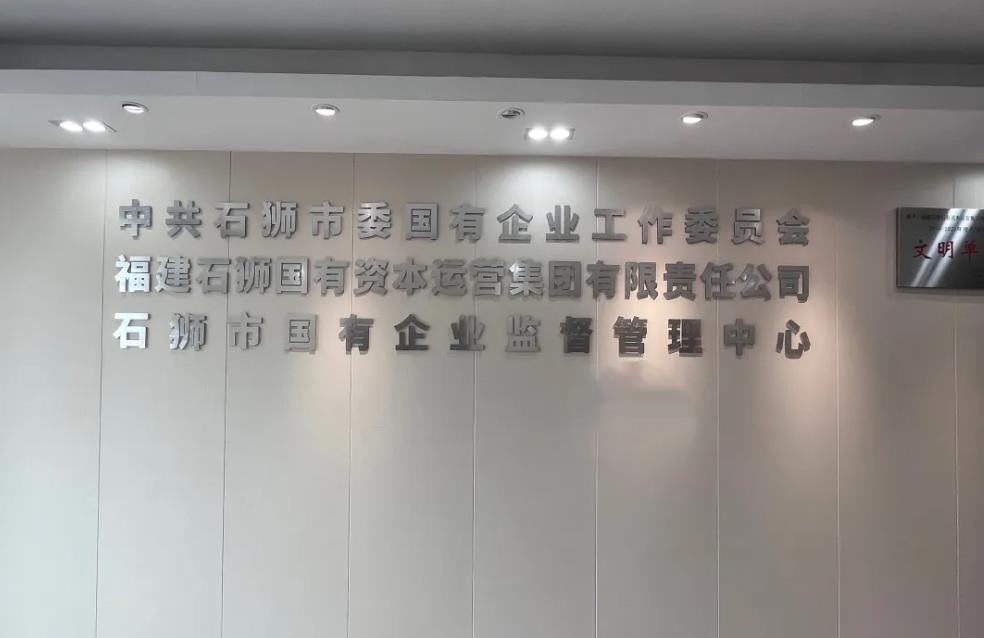 中共石狮市委国有企业工作委员会
福建石狮国有资本运营集团有限责任公司
石狮市国有企业监督管理中心
文明单